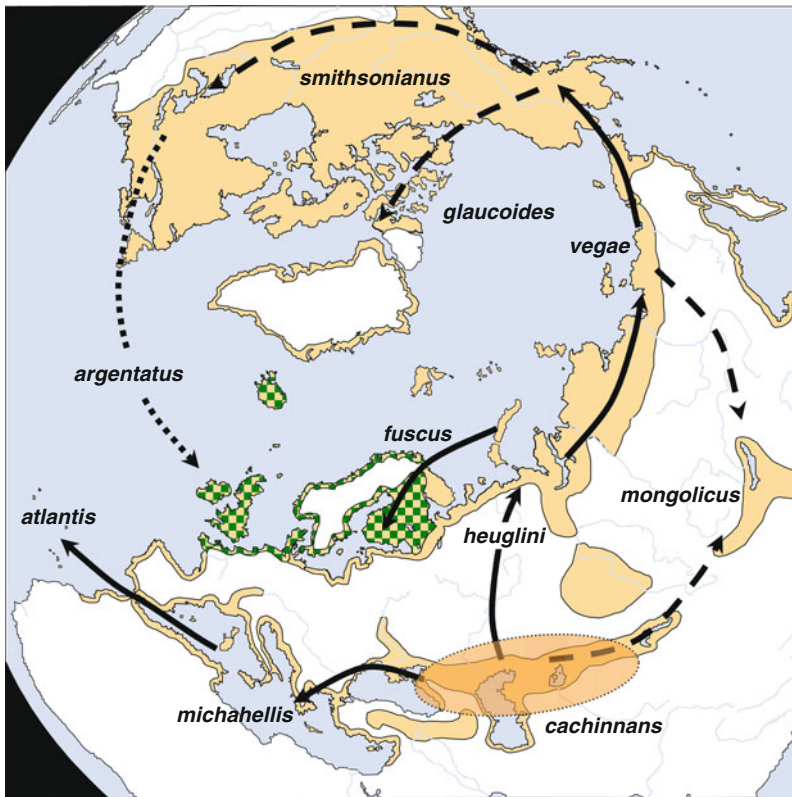 smithsonianus
glaucoides
vegae
argentatus
fuscus
mongolicus
atlantis
heuglini
michahellis
cachinnans